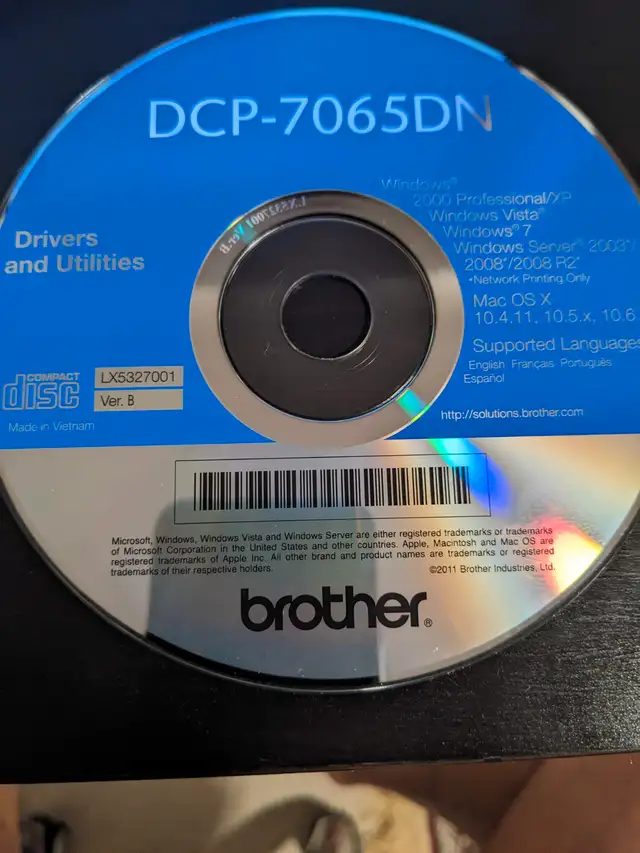 DCP-7065DN
Windows®
2000 Professional/XP
Windows Vista®
Windows® 7
Windows Server® 2003*/
2008*/2008 R2*
*Network Printing Only
Mac OS X
10.4.11, 10.5.x, 10.6.
Supported Languages
English Français Português
Español
http://solutions.brother.com
LX5327001 Ver.B
Drivers
and Utilities
COMPACT
disc
LX5327001
Ver. B
Made in Vietnam
Microsoft, Windows, Windows Vista and Windows Server are either registered trademarks or trademarks
of Microsoft Corporation in the United States and other countries. Apple, Macintosh and Mac OS are
registered trademarks of Apple Inc. All other brand and product names are trademarks or registered
trademarks of their respective holders.
©2011 Brother Industries, Ltd.
brother®